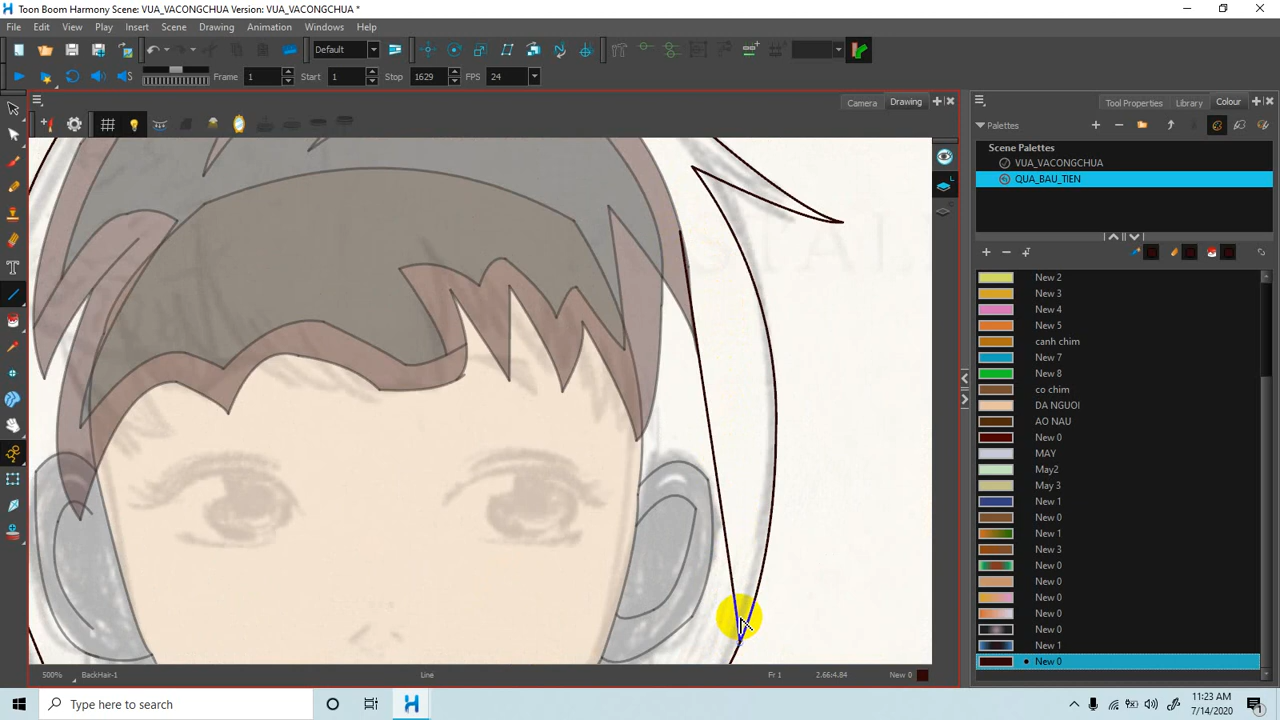 Toon Boom Harmony Scene: VUA_VACONGCHUA Version: VUA_VACONGCHUA *
File Edit View Play Insert Scene Drawing Animation Windows Help
Default
Frame 1 Start 1 Stop 1629 FPS 24
Camera Drawing
Tool Properties Library Colour
Palettes
Scene Palettes
VUA_VACONGCHUA
QUA_BAU_TIEN
New 2
New 3
New 4
New 5
canh chim
New 7
New 8
co chim
DA NGUOI
AO NAU
New 0
MAY
May2
May 3
New 1
New 0
New 1
New 3
New 0
New 0
New 0
New 0
New 0
New 1
New 0
500% BackHair-1 Line Fr 1 2.66:4.84 New 0
Type here to search
11:23 AM
7/14/2020